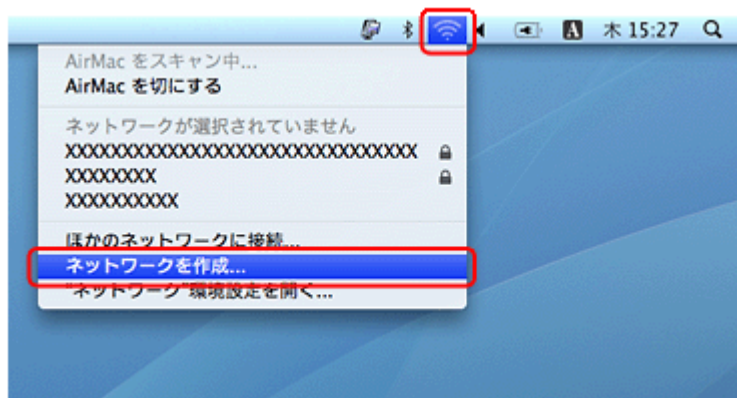 A 木 15:27
AirMac をスキャン中...
AirMac を切にする
ネットワークが選択されていません
XXXXXXXXXXXXXXXXXXXXXXXXXXXXXXX
XXXXXXXX
XXXXXXXXXX
ほかのネットワークに接続...
ネットワークを作成...
"ネットワーク"環境設定を開く...